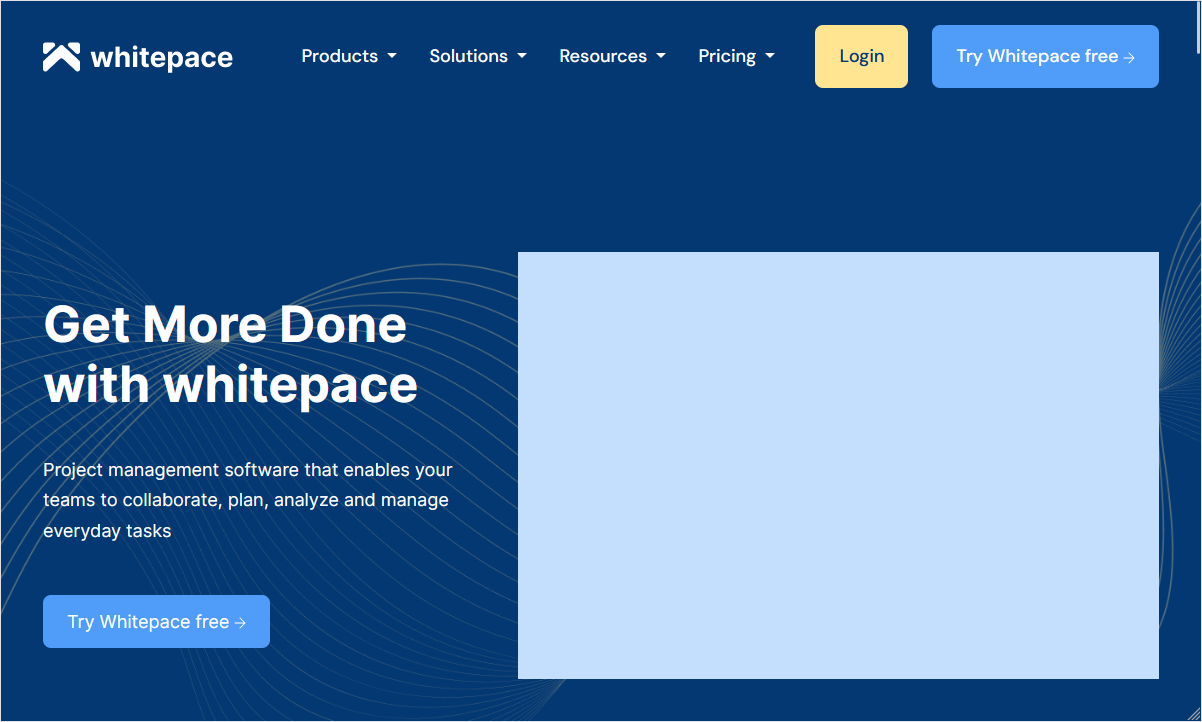 whitepace
Products
Solutions
Resources
Pricing
Login
Try Whitepace free →
Get More Done
with whitepace
Project management software that enables your
teams to collaborate, plan, analyze and manage
everyday tasks
Try Whitepace free →